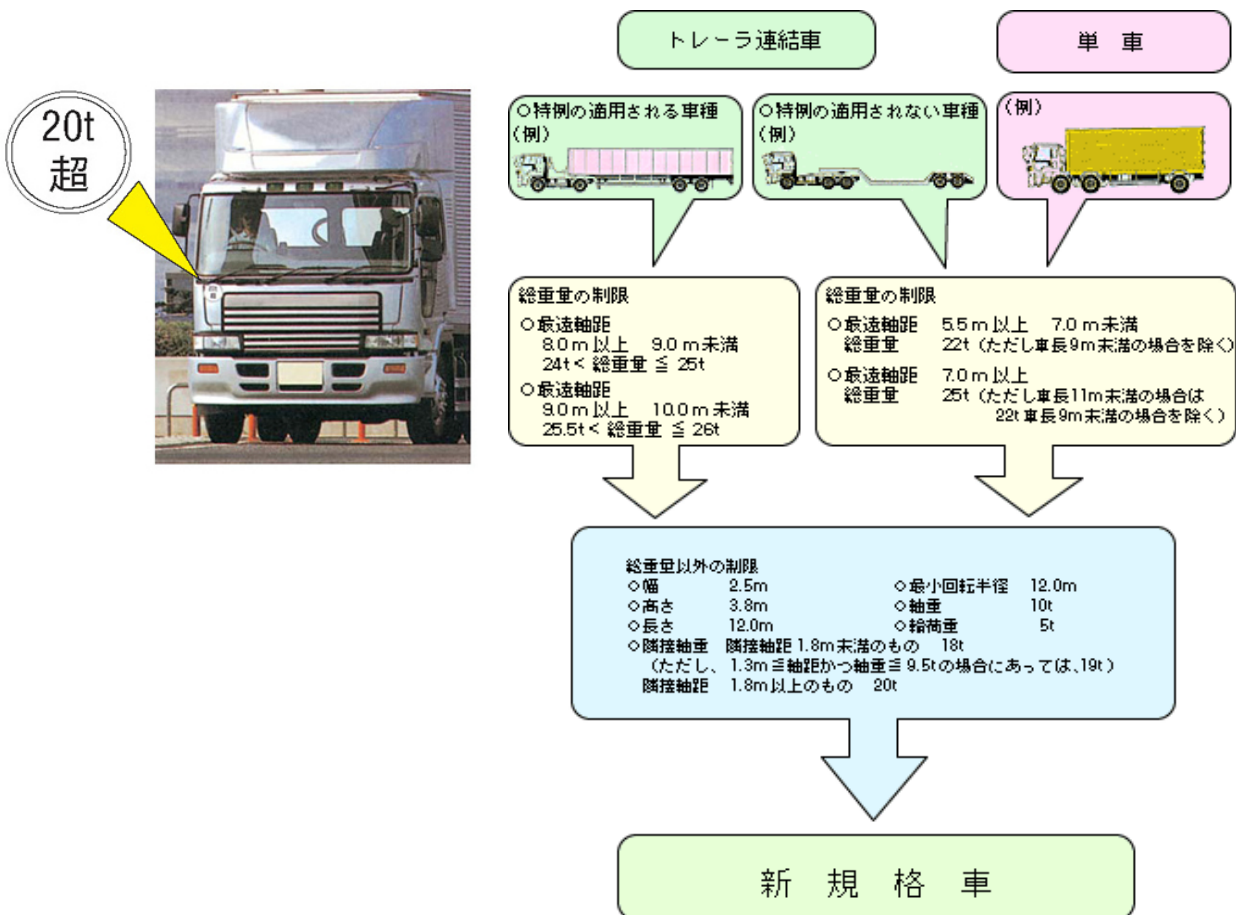 20t
超
トレーラ連結車
単 車
○特例の適用される車種
(例)
○特例の適用されない車種
(例)
(例)
総重量の制限
○最遠軸距
8.0m以上 9.0m未満
24t< 総重量 ≦ 25t
○最遠軸距
9.0m以上 10.0m未満
25.5t< 総重量 ≦ 26t
総重量の制限
○最遠軸距 5.5m以上 7.0m未満
総重量 22t (ただし車長9m未満の場合を除く)
○最遠軸距 7.0m以上
総重量 25t (ただし車長11m未満の場合は
22t 車長9m未満の場合を除く)
総重量以外の制限
○幅 2.5m ○最小回転半径 12.0m
○高さ 3.8m ○軸重 10t
○長さ 12.0m ○輪荷重 5t
○隣接軸重 隣接軸距1.8m未満のもの 18t
(ただし、1.3m≦軸距かつ軸重≦9.5tの場合にあっては、19t)
隣接軸距 1.8m以上のもの 20t
新 規 格 車